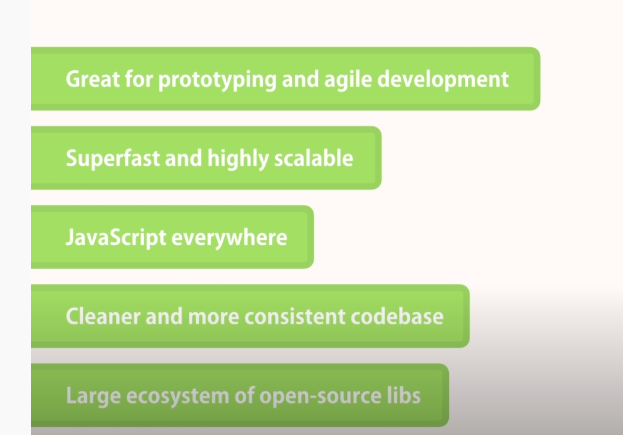 Great for prototyping and agile development
Superfast and highly scalable
JavaScript everywhere
Cleaner and more consistent codebase
Large ecosystem of open-source libs